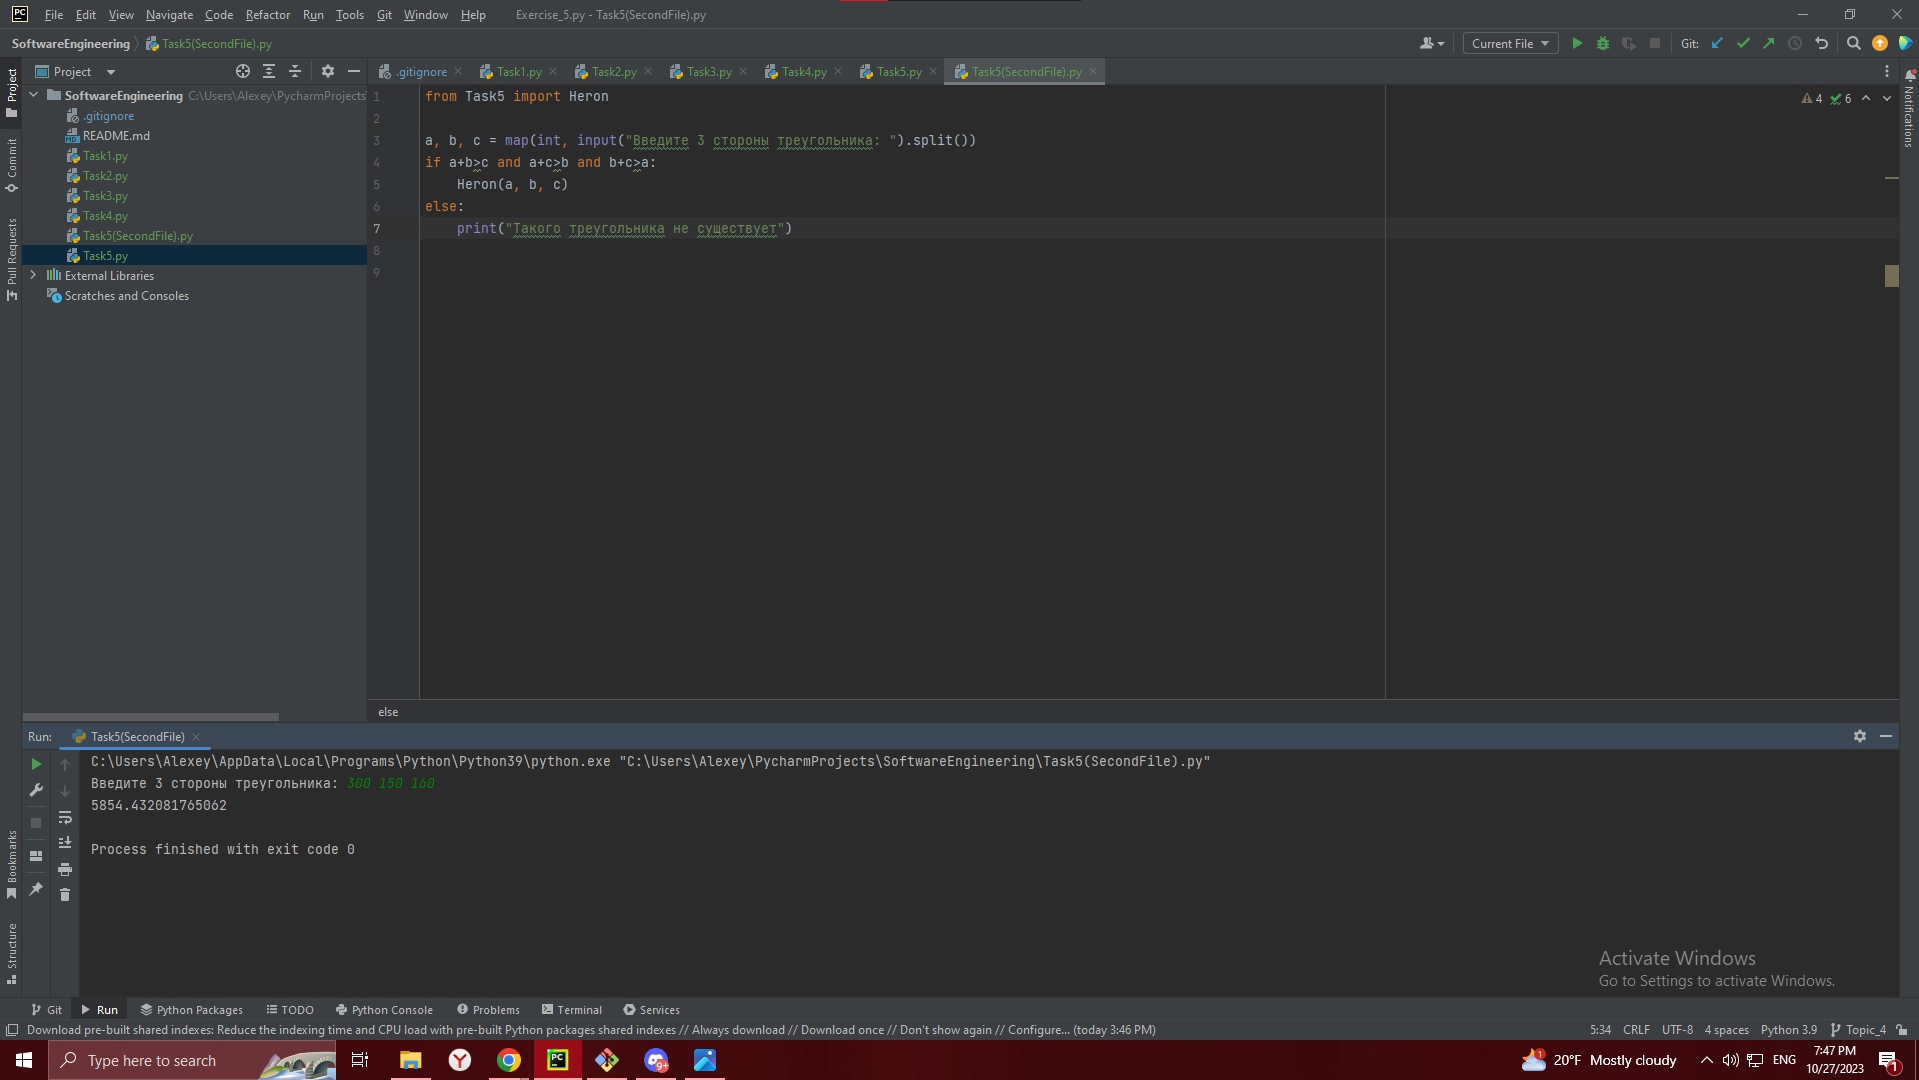 File Edit View Navigate Code Refactor Run Tools Git Window Help Exercise_5.py - Task5(SecondFile).py
SoftwareEngineering Task5(SecondFile).py Current File Git:
Project .gitignore Task1.py Task2.py Task3.py Task4.py Task5.py Task5(SecondFile).py
SoftwareEngineering C:\Users\Alexey\PycharmProjects
.gitignore
README.md
Task1.py
Task2.py
Task3.py
Task4.py
Task5(SecondFile).py
Task5.py
External Libraries
Scratches and Consoles
Project
Commit
Pull Requests
Bookmarks
Structure
Notifications
4 6
1 from Task5 import Heron
2
3 a, b, c = map(int, input("Введите 3 стороны треугольника: ").split())
4 if a+b>c and a+c>b and b+c>a:
5 Heron(a, b, c)
6 else:
7 print("Такого треугольника не существует")
8
9
else
Run: Task5(SecondFile)
C:\Users\Alexey\AppData\Local\Programs\Python\Python39\python.exe "C:\Users\Alexey\PycharmProjects\SoftwareEngineering\Task5(SecondFile).py"
Введите 3 стороны треугольника: 300 150 160
5854.432081765062
Process finished with exit code 0
Activate Windows
Go to Settings to activate Windows.
Git Run Python Packages TODO Python Console Problems Terminal Services
Download pre-built shared indexes: Reduce the indexing time and CPU load with pre-built Python packages shared indexes // Always download // Download once // Don't show again // Configure... (today 3:46 PM) 5:34 CRLF UTF-8 4 spaces Python 3.9 Topic_4
Type here to search PC 9+ 1 20°F Mostly cloudy ENG 7:47 PM
10/27/2023 1